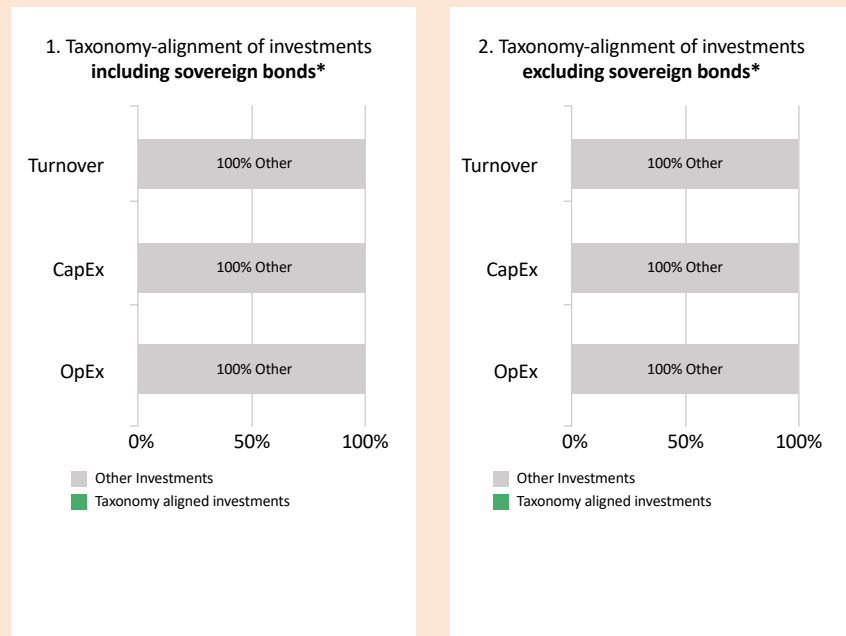 1. Taxonomy-alignment of investments
including sovereign bonds*
Turnover
100% Other
CapEx
100% Other
OpEx
100% Other
0%
50%
100%
Other Investments
Taxonomy aligned investments
2. Taxonomy-alignment of investments
excluding sovereign bonds*
Turnover
100% Other
CapEx
100% Other
OpEx
100% Other
0%
50%
100%
Other Investments
Taxonomy aligned investments